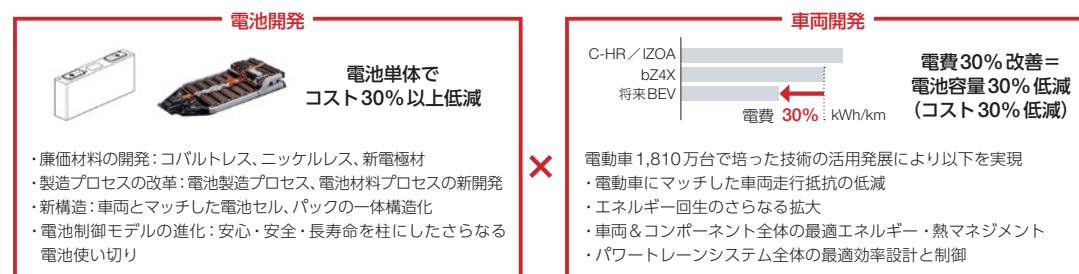 電池開発
電池単体で
コスト30%以上低減
・廉価材料の開発：コバルトレス、ニッケルレス、新電極材
・製造プロセスの改革：電池製造プロセス、電池材料プロセスの新開発
・新構造：車両とマッチした電池セル、パックの一体構造化
・電池制御モデルの進化：安心・安全・長寿命を柱にしたさらなる
電池使い切り
×
車両開発
C-HR／IZOA
bZ4X
将来BEV
電費 30% kWh/km
電費30%改善＝
電池容量30%低減
（コスト30%低減）
電動車1,810万台で培った技術の活用発展により以下を実現
・電動車にマッチした車両走行抵抗の低減
・エネルギー回生のさらなる拡大
・車両＆コンポーネント全体の最適エネルギー・熱マネジメント
・パワートレーンシステム全体の最適効率設計と制御